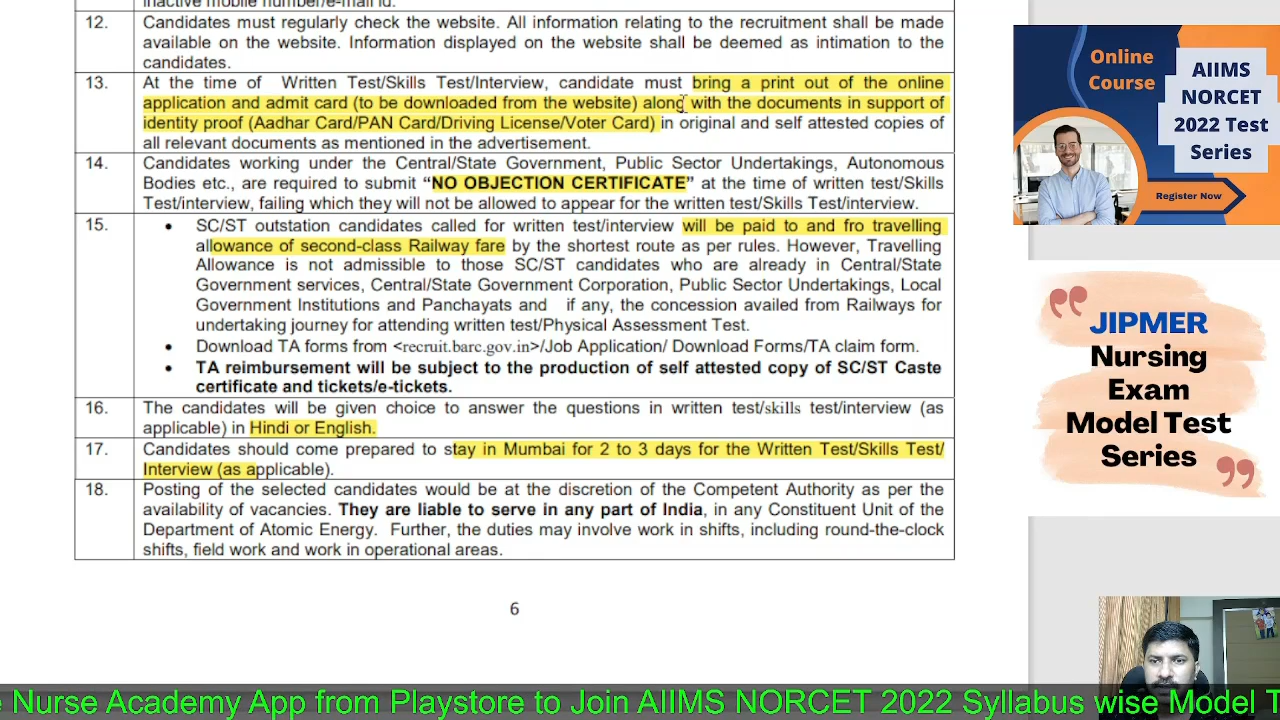 inactive mobile number/e-mail id.
12. Candidates must regularly check the website. All information relating to the recruitment shall be made
available on the website. Information displayed on the website shall be deemed as intimation to the
candidates.
13. At the time of Written Test/Skills Test/Interview, candidate must bring a print out of the online
application and admit card (to be downloaded from the website) along with the documents in support of
identity proof (Aadhar Card/PAN Card/Driving License/Voter Card) in original and self attested copies of
all relevant documents as mentioned in the advertisement.
14. Candidates working under the Central/State Government, Public Sector Undertakings, Autonomous
Bodies etc., are required to submit “NO OBJECTION CERTIFICATE” at the time of written test/Skills
Test/interview, failing which they will not be allowed to appear for the written test/Skills Test/interview.
15. • SC/ST outstation candidates called for written test/interview will be paid to and fro travelling
allowance of second-class Railway fare by the shortest route as per rules. However, Travelling
Allowance is not admissible to those SC/ST candidates who are already in Central/State
Government services, Central/State Government Corporation, Public Sector Undertakings, Local
Government Institutions and Panchayats and if any, the concession availed from Railways for
undertaking journey for attending written test/Physical Assessment Test.
• Download TA forms from <recruit.barc.gov.in>/Job Application/ Download Forms/TA claim form.
• TA reimbursement will be subject to the production of self attested copy of SC/ST Caste
certificate and tickets/e-tickets.
16. The candidates will be given choice to answer the questions in written test/skills test/interview (as
applicable) in Hindi or English.
17. Candidates should come prepared to stay in Mumbai for 2 to 3 days for the Written Test/Skills Test/
Interview (as applicable).
18. Posting of the selected candidates would be at the discretion of the Competent Authority as per the
availability of vacancies. They are liable to serve in any part of India, in any Constituent Unit of the
Department of Atomic Energy. Further, the duties may involve work in shifts, including round-the-clock
shifts, field work and work in operational areas.
6
Online
Course
AIIMS
NORCET
2022 Test
Series
Register Now
JIPMER
Nursing
Exam
Model Test
Series
e Nurse Academy App from Playstore to Join AIIMS NORCET 2022 Syllabus wise Model T